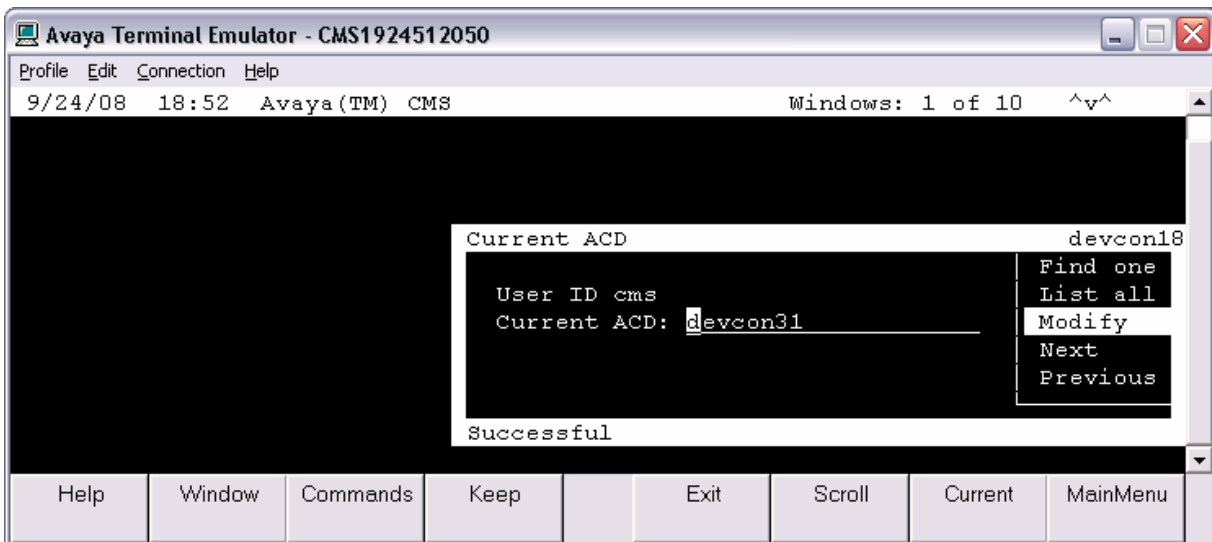 Avaya Terminal Emulator - CMS1924512050
Profile Edit Connection Help
9/24/08 18:52 Avaya(TM) CMS Windows: 1 of 10 ^v^
Current ACD devcon18
Find one
User ID cms List all
Current ACD: devcon31 Modify
Next
Previous
Successful
Help Window Commands Keep Exit Scroll Current MainMenu